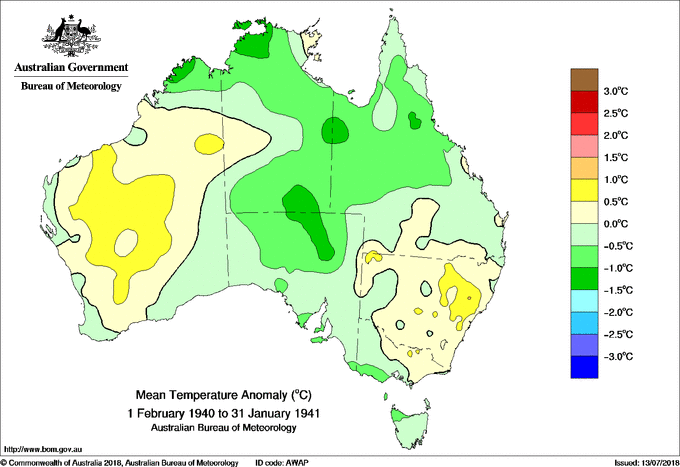 Australian Government
Bureau of Meteorology
3.0°C
2.5°C
2.0°C
1.5°C
1.0°C
0.5°C
0.0°C
-0.5°C
-1.0°C
-1.5°C
-2.0°C
-2.5°C
-3.0°C
Mean Temperature Anomaly (°C)
1 February 1940 to 31 January 1941
Australian Bureau of Meteorology
http://www.bom.gov.au
© Commonwealth of Australia 2018, Australian Bureau of Meteorology ID code: AWAP Issued: 13/07/2018